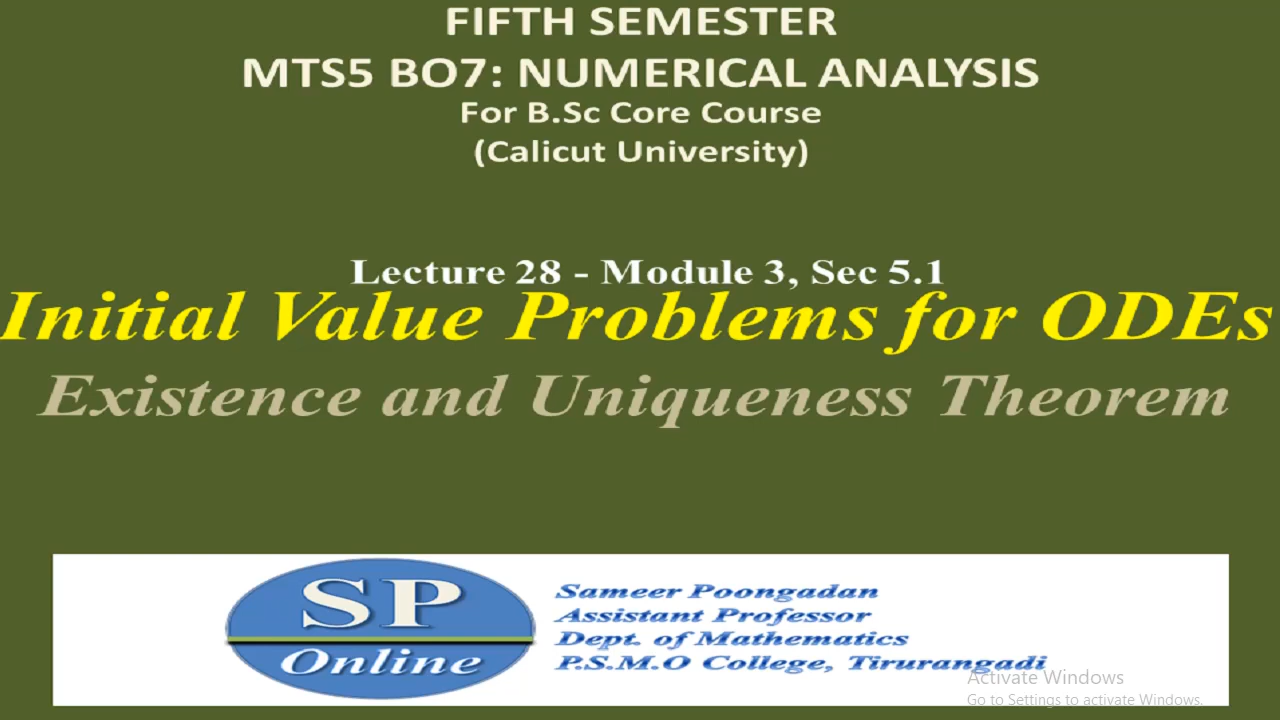 FIFTH SEMESTER
MTS5 BO7: NUMERICAL ANALYSIS
For B.Sc Core Course
(Calicut University)
Lecture 28 - Module 3, Sec 5.1
Initial Value Problems for ODEs
Existence and Uniqueness Theorem
SP
Online
Sameer Poongadan
Assistant Professor
Dept. of Mathematics
P.S.M.O College, Tirurangadi
Activate Windows
Go to Settings to activate Windows.